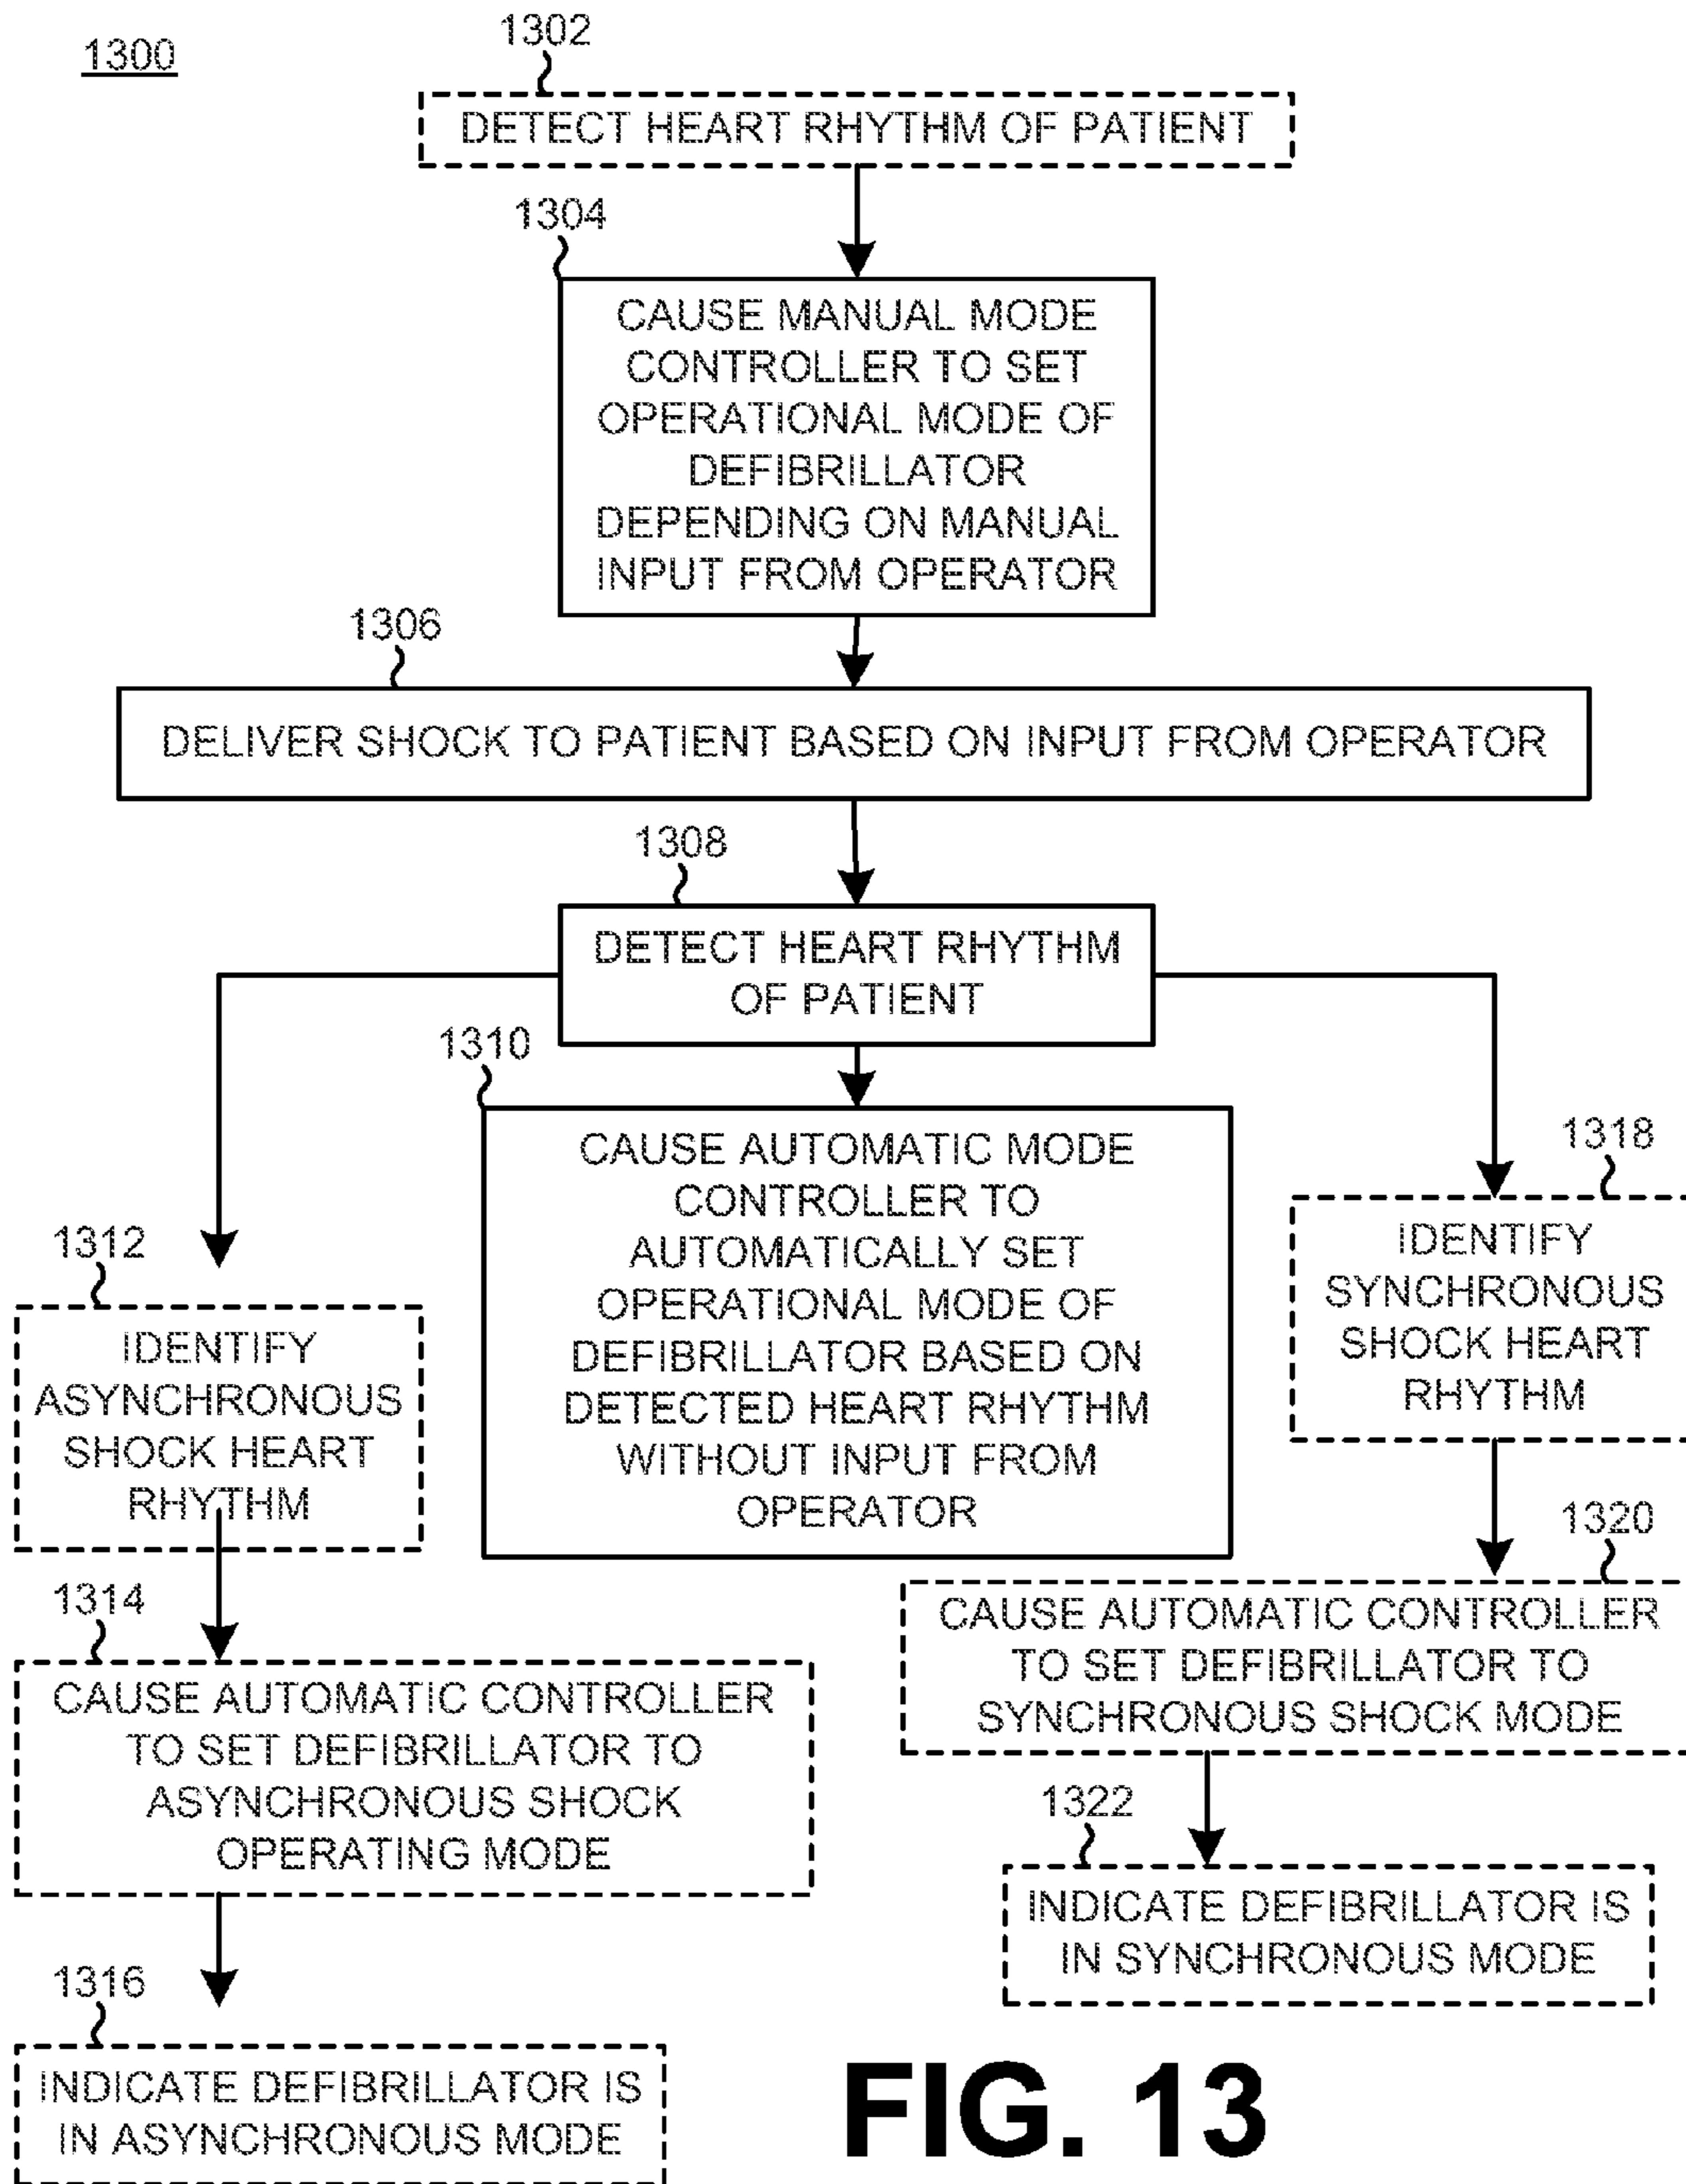 1300
1302
DETECT HEART RHYTHM OF PATIENT
1304
CAUSE MANUAL MODE
CONTROLLER TO SET
OPERATIONAL MODE OF
DEFIBRILLATOR
DEPENDING ON MANUAL
INPUT FROM OPERATOR
1306
DELIVER SHOCK TO PATIENT BASED ON INPUT FROM OPERATOR
1308
DETECT HEART RHYTHM
OF PATIENT
1310
CAUSE AUTOMATIC MODE
CONTROLLER TO
AUTOMATICALLY SET
OPERATIONAL MODE OF
DEFIBRILLATOR BASED ON
DETECTED HEART RHYTHM
WITHOUT INPUT FROM
OPERATOR
1312
IDENTIFY
ASYNCHRONOUS
SHOCK HEART
RHYTHM
1314
CAUSE AUTOMATIC CONTROLLER
TO SET DEFIBRILLATOR TO
ASYNCHRONOUS SHOCK
OPERATING MODE
1316
INDICATE DEFIBRILLATOR IS
IN ASYNCHRONOUS MODE
1318
IDENTIFY
SYNCHRONOUS
SHOCK HEART
RHYTHM
1320
CAUSE AUTOMATIC CONTROLLER
TO SET DEFIBRILLATOR TO
SYNCHRONOUS SHOCK MODE
1322
INDICATE DEFIBRILLATOR IS
IN SYNCHRONOUS MODE
FIG. 13